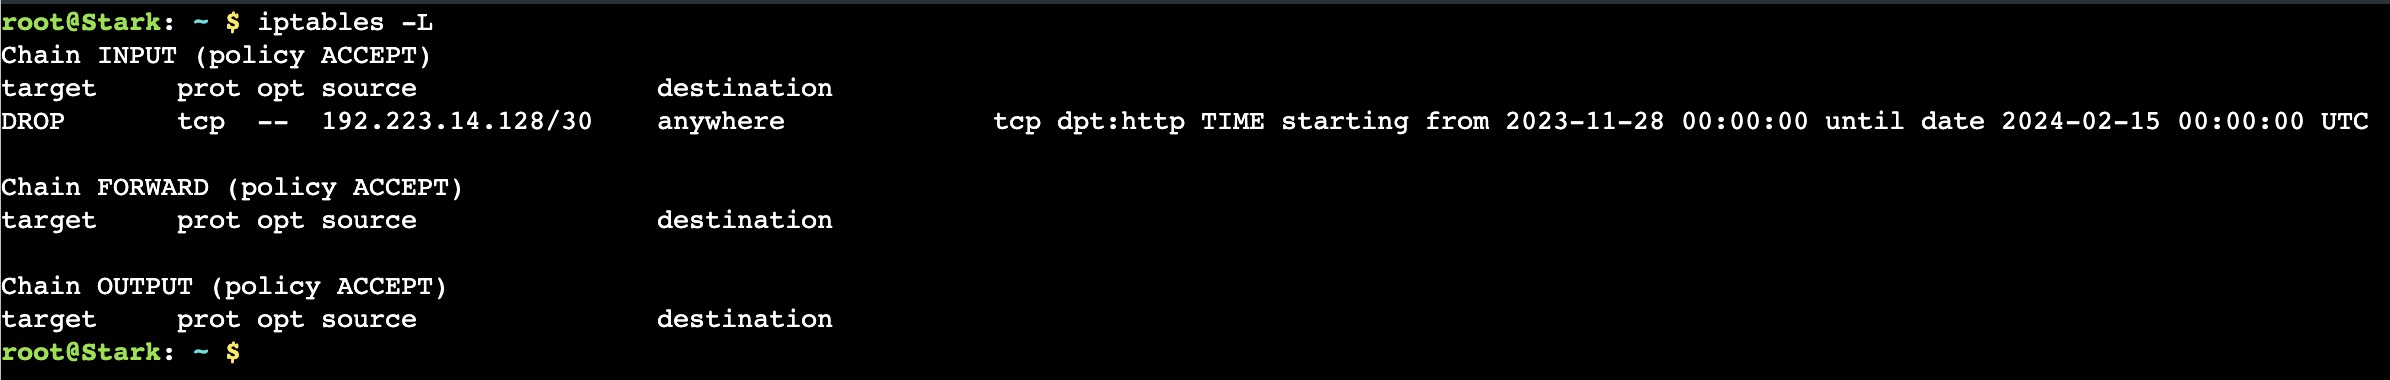 root@Stark: ~ $ iptables -L
Chain INPUT (policy ACCEPT)
target     prot opt source               destination
DROP       tcp  --  192.223.14.128/30    anywhere             tcp dpt:http TIME starting from 2023-11-28 00:00:00 until date 2024-02-15 00:00:00 UTC
Chain FORWARD (policy ACCEPT)
target     prot opt source               destination
Chain OUTPUT (policy ACCEPT)
target     prot opt source               destination
root@Stark: ~ $